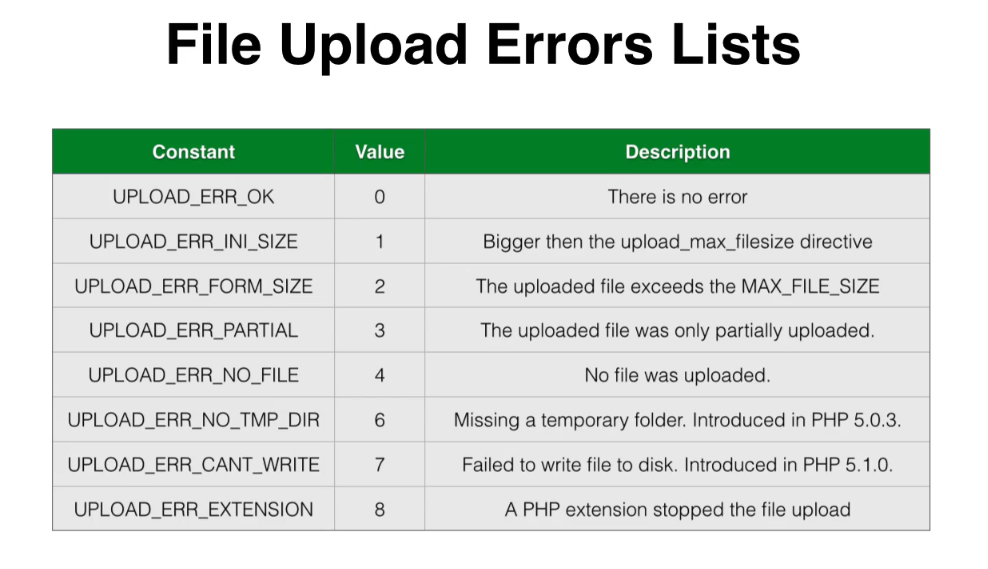 File Upload Errors Lists
Constant Value Description
UPLOAD_ERR_OK 0 There is no error
UPLOAD_ERR_INI_SIZE 1 Bigger then the upload_max_filesize directive
UPLOAD_ERR_FORM_SIZE 2 The uploaded file exceeds the MAX_FILE_SIZE
UPLOAD_ERR_PARTIAL 3 The uploaded file was only partially uploaded.
UPLOAD_ERR_NO_FILE 4 No file was uploaded.
UPLOAD_ERR_NO_TMP_DIR 6 Missing a temporary folder. Introduced in PHP 5.0.3.
UPLOAD_ERR_CANT_WRITE 7 Failed to write file to disk. Introduced in PHP 5.1.0.
UPLOAD_ERR_EXTENSION 8 A PHP extension stopped the file upload